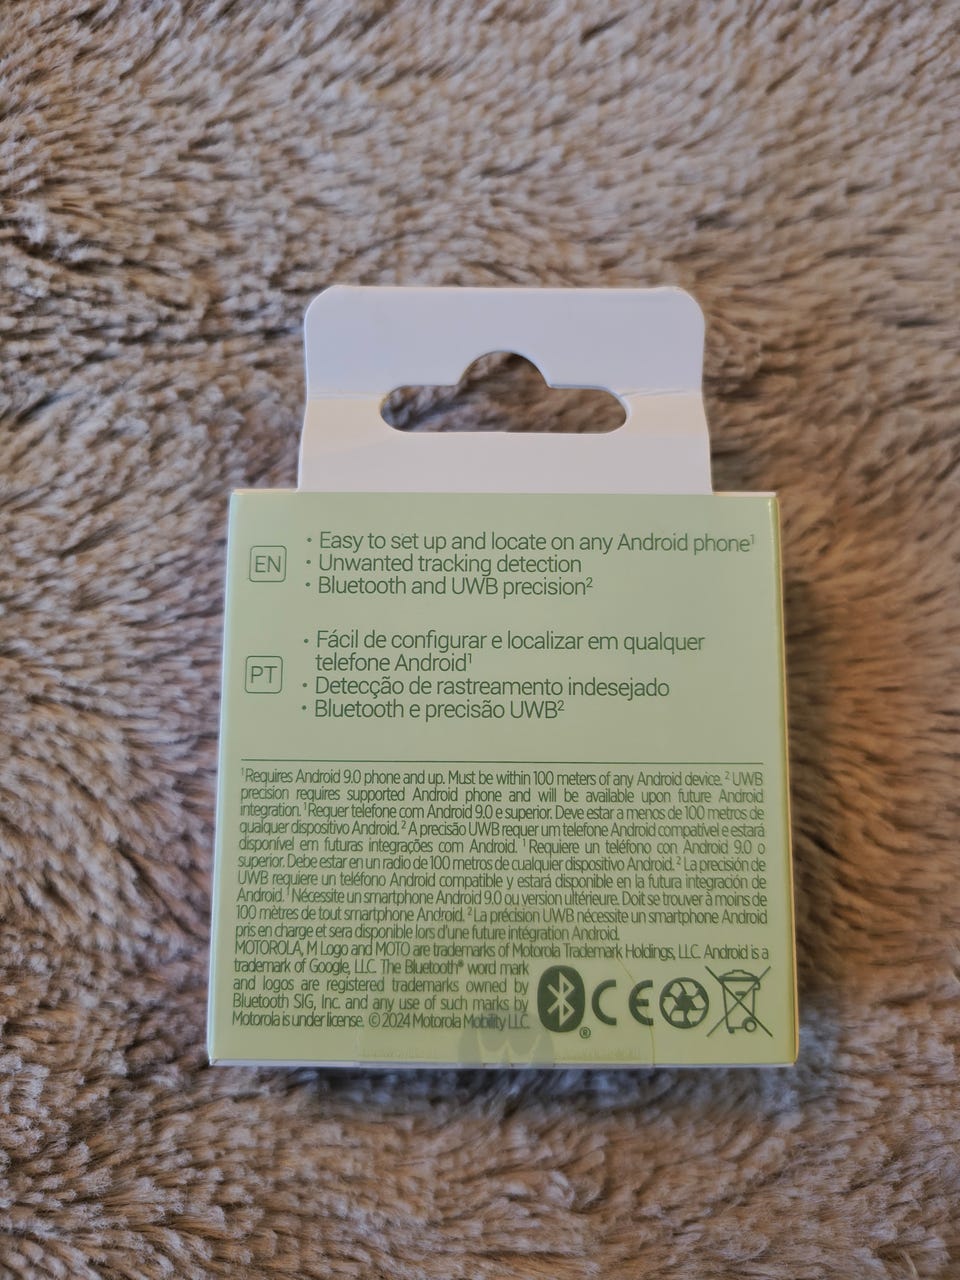 EN
• Easy to set up and locate on any Android phone¹
• Unwanted tracking detection
• Bluetooth and UWB precision²
PT
• Fácil de configurar e localizar em qualquer
telefone Android¹
• Detecção de rastreamento indesejado
• Bluetooth e precisão UWB²
¹Requires Android 9.0 phone and up. Must be within 100 meters of any Android device. ² UWB
precision requires supported Android phone and will be available upon future Android
integration. ¹Requer telefone com Android 9.0 e superior. Deve estar a menos de 100 metros de
qualquer dispositivo Android. ² A precisão UWB requer um telefone Android compatível e estará
disponível em futuras integrações com Android. ¹ Requiere un teléfono con Android 9.0 o
superior. Debe estar en un radio de 100 metros de cualquier dispositivo Android. ² La precisión de
UWB requiere un teléfono Android compatible y estará disponible en la futura integración de
Android. ¹ Nécessite un smartphone Android 9.0 ou version ultérieure. Doit se trouver à moins de
100 mètres de tout smartphone Android. ² La précision UWB nécessite un smartphone Android
pris en charge et sera disponible lors d'une future intégration Android.
MOTOROLA, M Logo and MOTO are trademarks of Motorola Trademark Holdings, LLC. Android is a
trademark of Google, LLC. The Bluetooth® word mark
and logos are registered trademarks owned by
Bluetooth SIG, Inc. and any use of such marks by
Motorola is under license. © 2024 Motorola Mobility LLC.
® CE